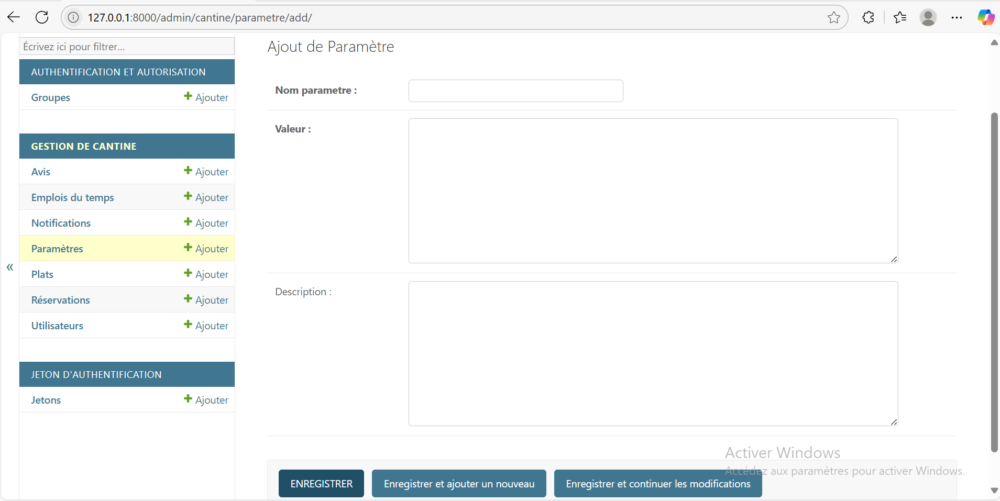 127.0.0.1:8000/admin/cantine/parametre/add/
Écrivez ici pour filtrer...
AUTHENTIFICATION ET AUTORISATION
Groupes Ajouter
GESTION DE CANTINE
Avis Ajouter
Emplois du temps Ajouter
Notifications Ajouter
Paramètres Ajouter
Plats Ajouter
Réservations Ajouter
Utilisateurs Ajouter
JETON D'AUTHENTIFICATION
Jetons Ajouter
«
Ajout de Paramètre
Nom parametre :
Valeur :
Description :
ENREGISTRER
Enregistrer et ajouter un nouveau
Enregistrer et continuer les modifications
Activer Windows
Accédez aux paramètres pour activer Windows.